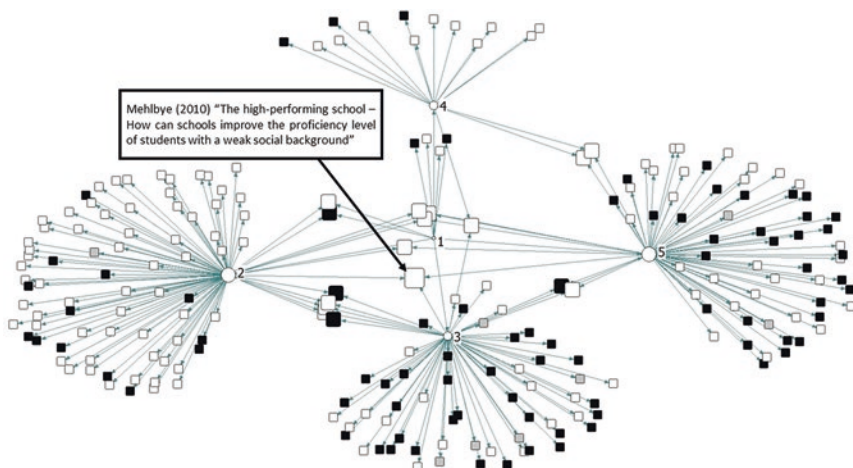 4
Mehlbye (2010) "The high-performing school –
How can schools improve the proficiency level
of students with a weak social background"
1
5
2
3